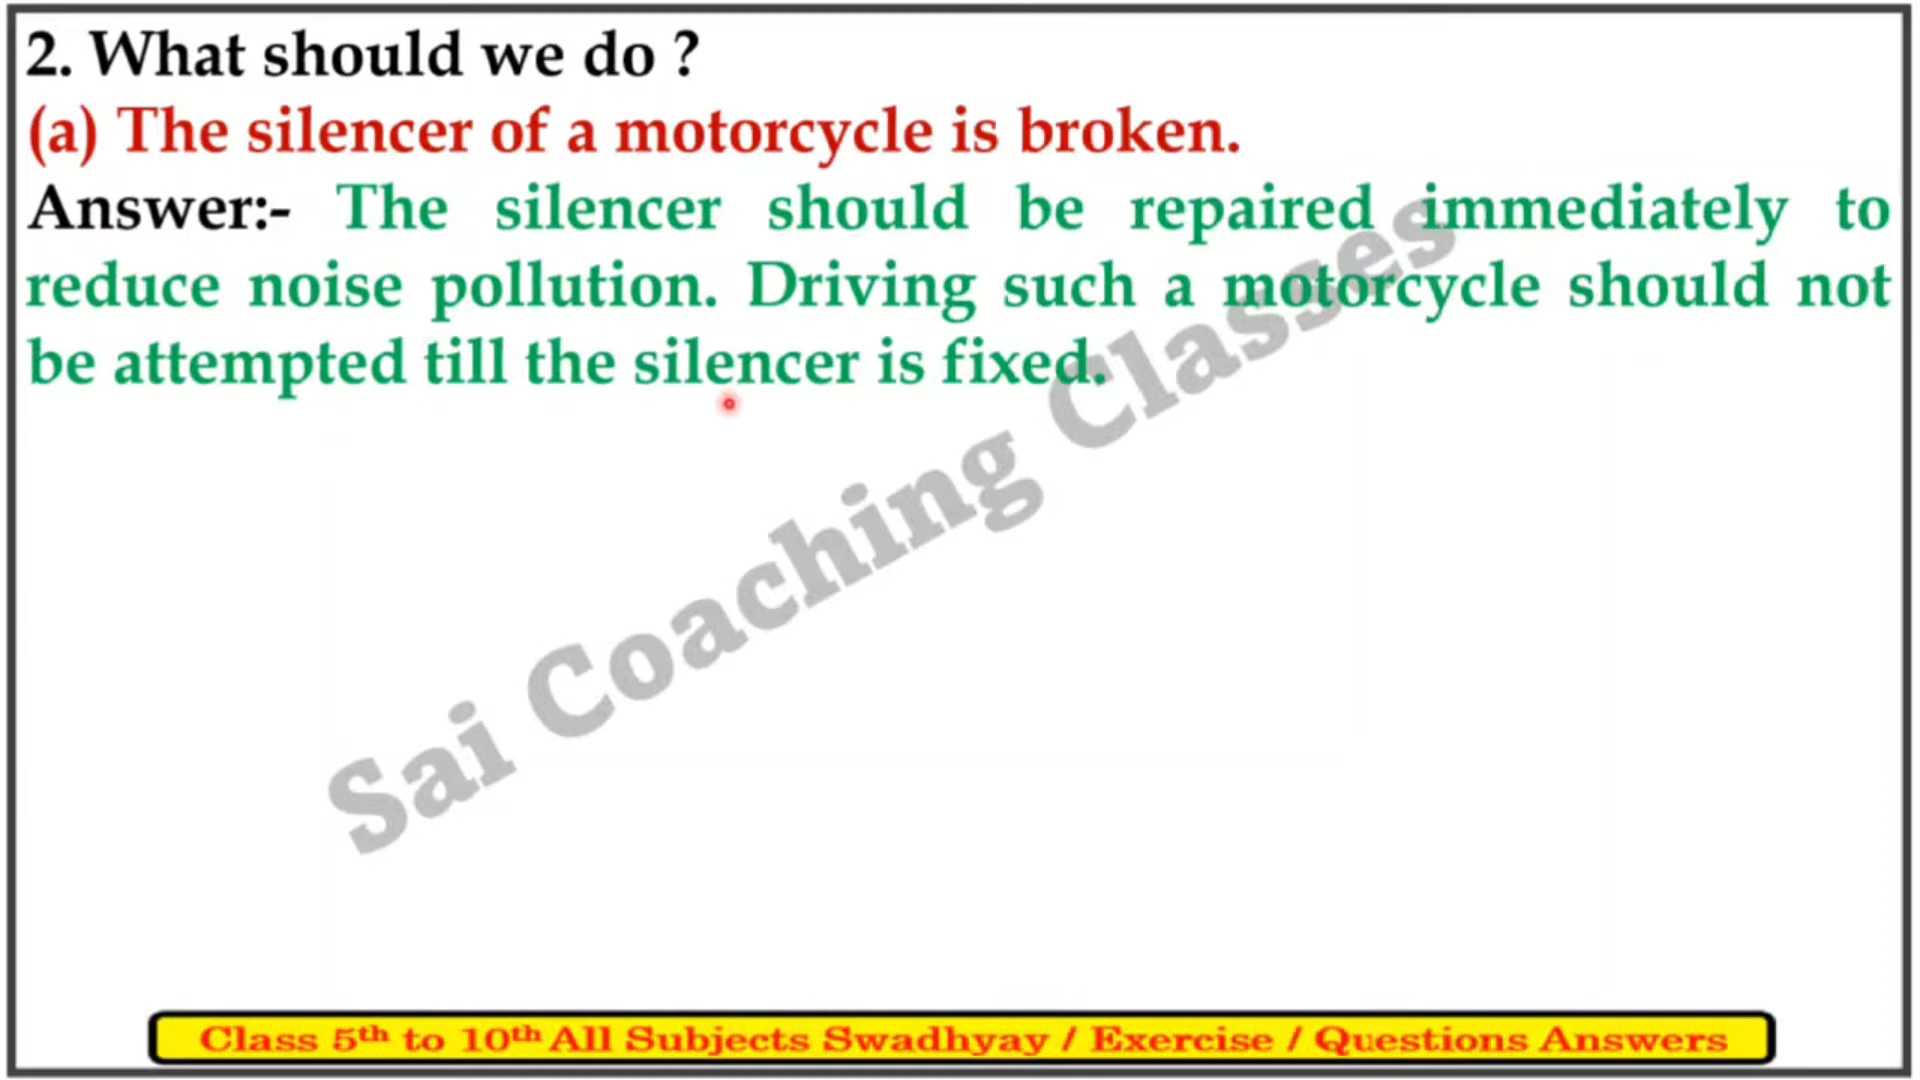 2. What should we do ?
(a) The silencer of a motorcycle is broken.
Answer:- The silencer should be repaired immediately to
reduce noise pollution. Driving such a motorcycle should not
be attempted till the silencer is fixed.
Sai Coaching Classes
Class 5th to 10th All Subjects Swadhyay / Exercise / Questions Answers